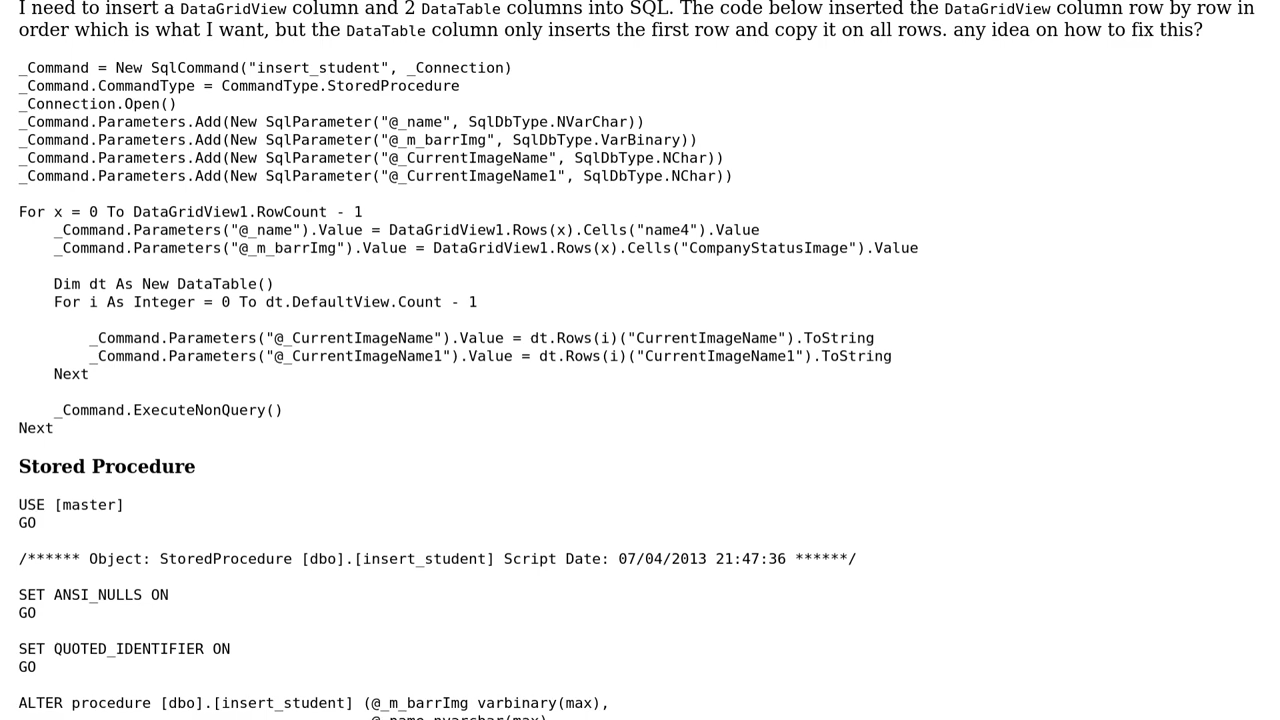 I need to insert a DataGridView column and 2 DataTable columns into SQL. The code below inserted the DataGridView column row by row in
order which is what I want, but the DataTable column only inserts the first row and copy it on all rows. any idea on how to fix this?
_Command = New SqlCommand("insert_student", _Connection)
_Command.CommandType = CommandType.StoredProcedure
_Connection.Open()
_Command.Parameters.Add(New SqlParameter("@_name", SqlDbType.NVarChar))
_Command.Parameters.Add(New SqlParameter("@_m_barrImg", SqlDbType.VarBinary))
_Command.Parameters.Add(New SqlParameter("@_CurrentImageName", SqlDbType.NChar))
_Command.Parameters.Add(New SqlParameter("@_CurrentImageName1", SqlDbType.NChar))
For x = 0 To DataGridView1.RowCount - 1
    _Command.Parameters("@_name").Value = DataGridView1.Rows(x).Cells("name4").Value
    _Command.Parameters("@_m_barrImg").Value = DataGridView1.Rows(x).Cells("CompanyStatusImage").Value
    Dim dt As New DataTable()
    For i As Integer = 0 To dt.DefaultView.Count - 1
        _Command.Parameters("@_CurrentImageName").Value = dt.Rows(i)("CurrentImageName").ToString
        _Command.Parameters("@_CurrentImageName1").Value = dt.Rows(i)("CurrentImageName1").ToString
    Next
    _Command.ExecuteNonQuery()
Next
Stored Procedure
USE [master]
GO
/****** Object: StoredProcedure [dbo].[insert_student] Script Date: 07/04/2013 21:47:36 ******/
SET ANSI_NULLS ON
GO
SET QUOTED_IDENTIFIER ON
GO
ALTER procedure [dbo].[insert_student] (@_m_barrImg varbinary(max),